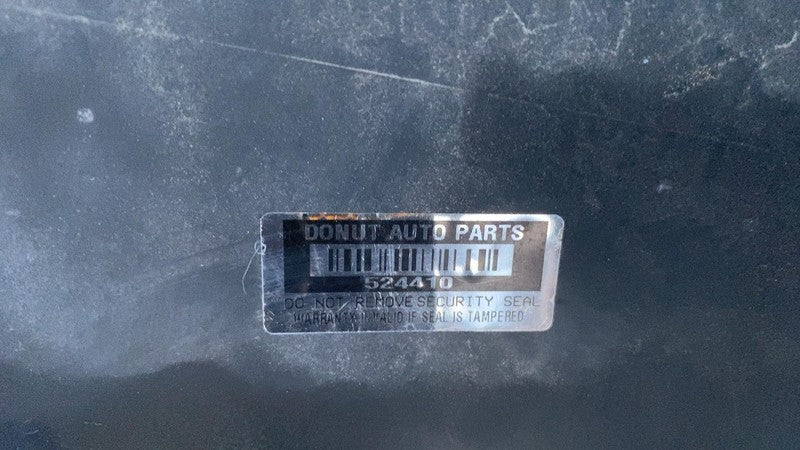 DONUT AUTO PARTS
524410
DO NOT REMOVE SECURITY SEAL
WARRANTY INVALID IF SEAL IS TAMPERED